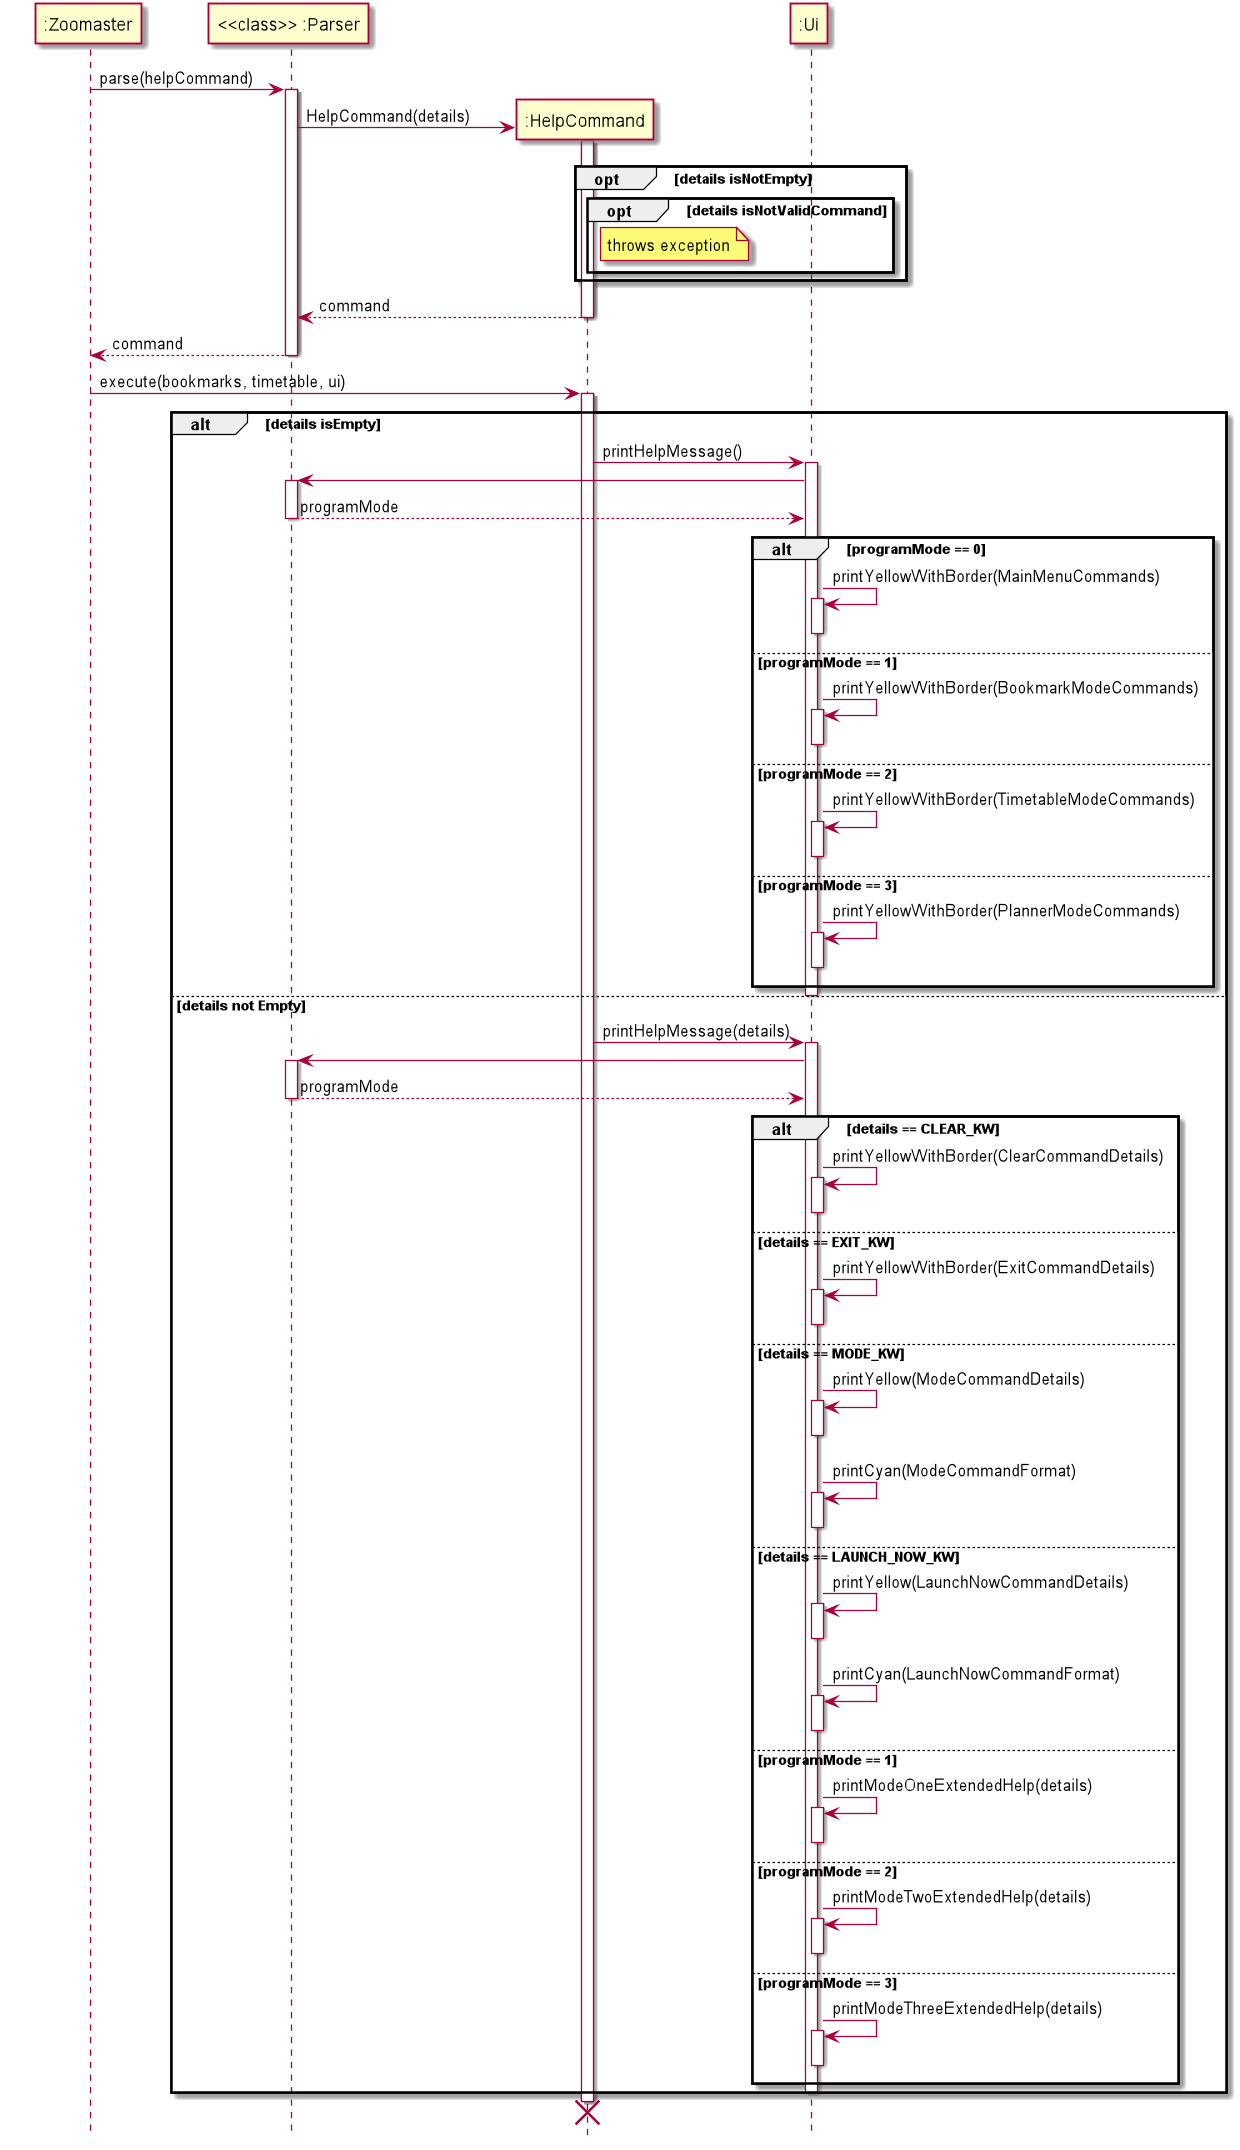 :Zoomaster
<<class>> :Parser
:Ui
parse(helpCommand)
HelpCommand(details)
:HelpCommand
opt [details isNotEmpty]
opt [details isNotValidCommand]
throws exception
command
command
execute(bookmarks, timetable, ui)
alt [details isEmpty]
printHelpMessage()
programMode
alt [programMode == 0]
printYellowWithBorder(MainMenuCommands)
[programMode == 1]
printYellowWithBorder(BookmarkModeCommands)
[programMode == 2]
printYellowWithBorder(TimetableModeCommands)
[programMode == 3]
printYellowWithBorder(PlannerModeCommands)
[details not Empty]
printHelpMessage(details)
programMode
alt [details == CLEAR_KW]
printYellowWithBorder(ClearCommandDetails)
[details == EXIT_KW]
printYellowWithBorder(ExitCommandDetails)
[details == MODE_KW]
printYellow(ModeCommandDetails)
printCyan(ModeCommandFormat)
[details == LAUNCH_NOW_KW]
printYellow(LaunchNowCommandDetails)
printCyan(LaunchNowCommandFormat)
[programMode == 1]
printModeOneExtendedHelp(details)
[programMode == 2]
printModeTwoExtendedHelp(details)
[programMode == 3]
printModeThreeExtendedHelp(details)